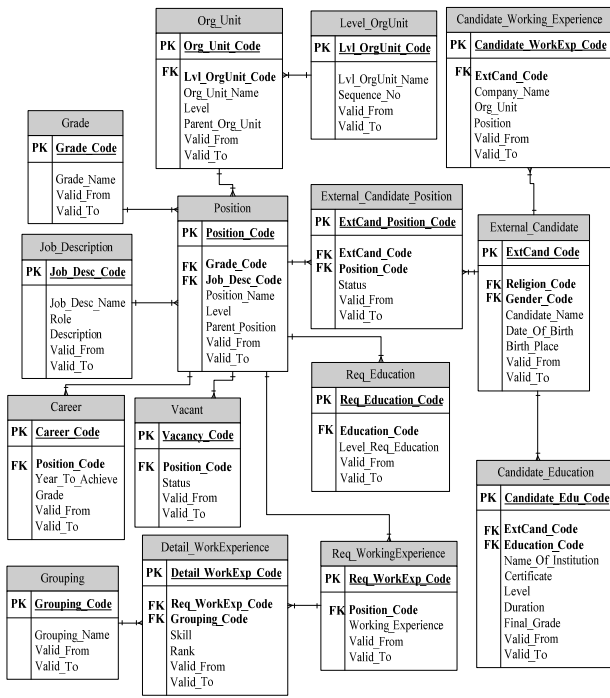 Org_Unit
PK Org_Unit_Code
FK Lvl_OrgUnit_Code
Org_Unit_Name
Level
Parent_Org_Unit
Valid_From
Valid_To
Level_OrgUnit
PK Lvl_OrgUnit_Code
Lvl_OrgUnit_Name
Sequence_No
Valid_From
Valid_To
Candidate_Working_Experience
PK Candidate_WorkExp_Code
FK ExtCand_Code
Company_Name
Org_Unit
Position
Valid_From
Valid_To
Grade
PK Grade_Code
Grade_Name
Valid_From
Valid_To
Position
Position_Code
FK Grade_Code
FK Job_Desc_Code
Position_Name
Level
Parent_Position
Valid_From
Valid_To
External_Candidate_Position
PK ExtCand_Position_Code
FK ExtCand_Code
FK Position_Code
Status
Valid_From
Valid_To
External_Candidate
PK ExtCand_Code
FK Religion_Code
FK Gender_Code
Candidate_Name
Date_Of_Birth
Birth_Place
Valid_From
Valid_To
Job_Description
PK Job_Desc_Code
Job_Desc_Name
Role
Description
Valid_From
Valid_To
Career
PK Career_Code
FK Position_Code
Year_To_Achieve
Grade
Valid_From
Valid_To
Vacant
PK Vacancy_Code
FK Position_Code
Status
Valid_From
Valid_To
Req_Education
PK Req_Education_Code
FK Education_Code
Level_Req_Education
Valid_From
Valid_To
Candidate_Education
PK Candidate_Edu_Code
FK ExtCand_Code
FK Education_Code
Name_Of_Institution
Certificate
Level
Duration
Final_Grade
Valid_From
Valid_To
Grouping
PK Grouping_Code
Grouping_Name
Valid_From
Valid_To
Detail_WorkExperience
PK Detail_WorkExp_Code
FK Req_WorkExp_Code
FK Grouping_Code
Skill
Rank
Valid_From
Valid_To
Req_WorkingExperience
PK Req_WorkExp_Code
FK Position_Code
Working_Experience
Valid_From
Valid_To